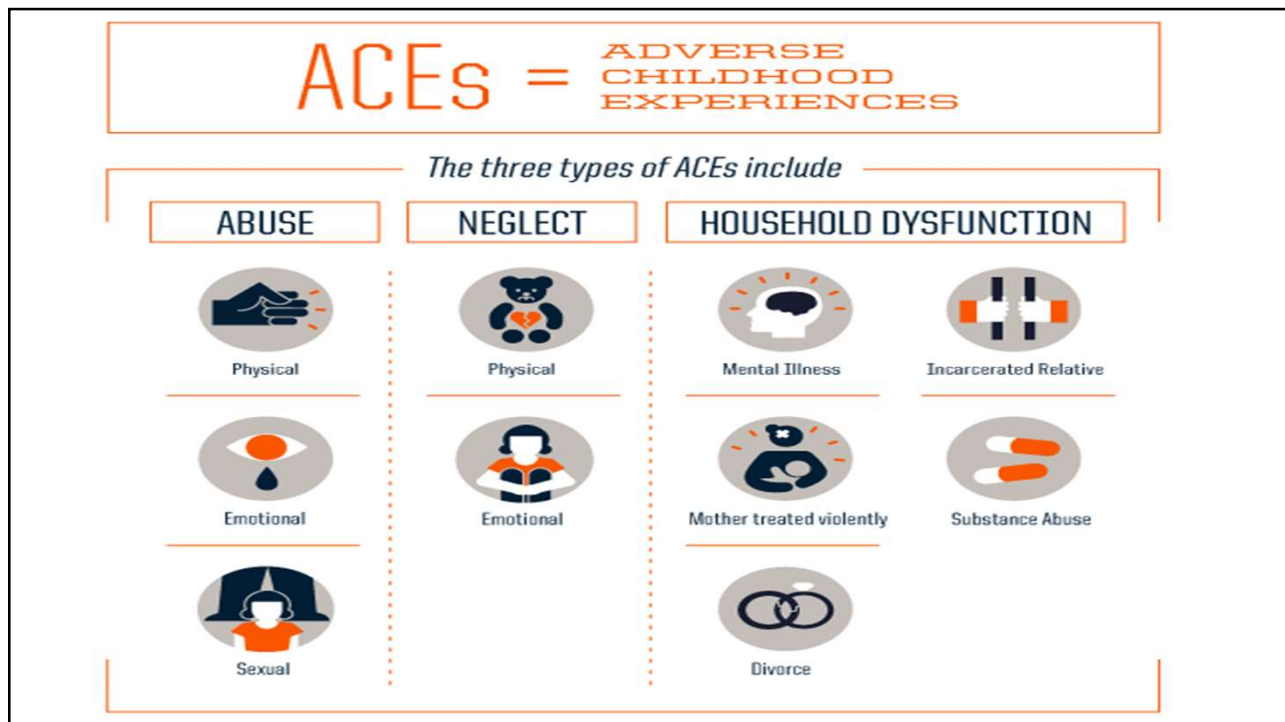 ACEs = ADVERSE
CHILDHOOD
EXPERIENCES
The three types of ACEs include
ABUSE
Physical
Emotional
Sexual
NEGLECT
Physical
Emotional
HOUSEHOLD DYSFUNCTION
Mental Illness
Incarcerated Relative
Mother treated violently
Substance Abuse
Divorce